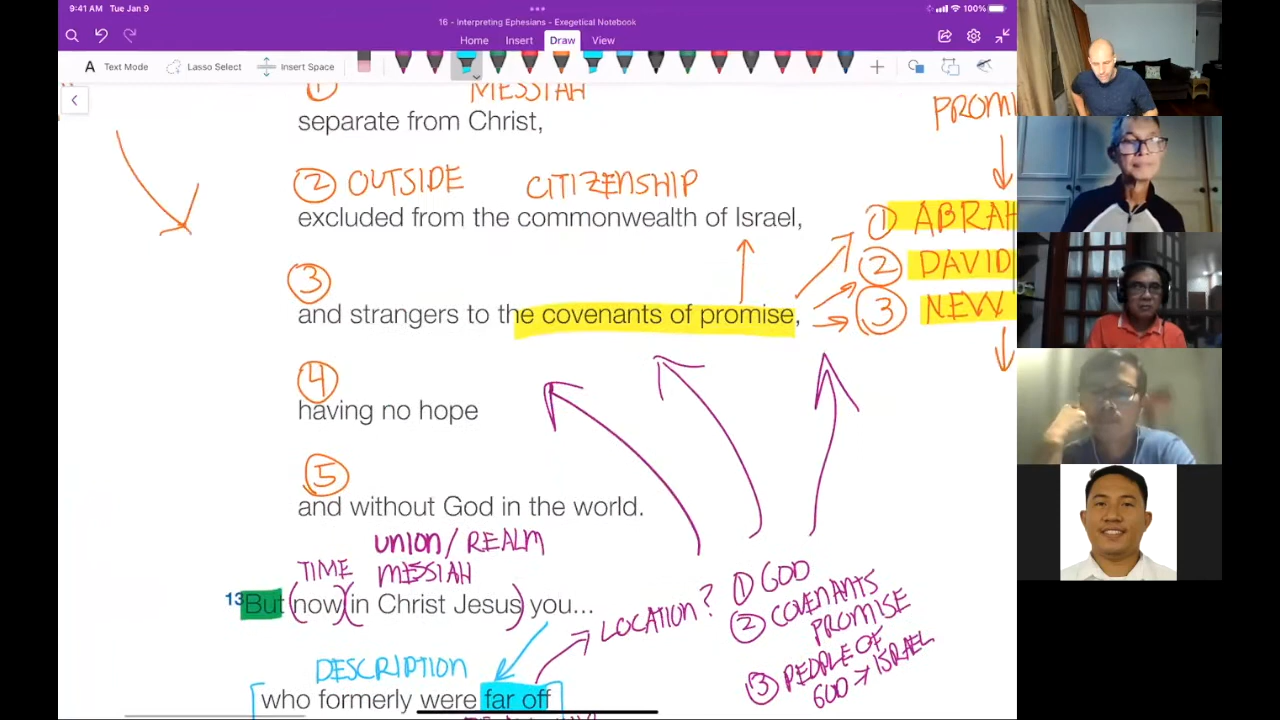 9:41 AM Tue Jan 9
100%
16 - Interpreting Ephesians - Exegetical Notebook
Home Insert Draw View
A Text Mode Lasso Select Insert Space
① MESSIAH
separate from Christ,
PROMI
② OUTSIDE CITIZENSHIP
excluded from the commonwealth of Israel,
① ABRAH
② DAVID
③ NEW
③
and strangers to the covenants of promise,
④
having no hope
⑤
and without God in the world.
UNION / REALM
TIME MESSIAH
13 But (now)(in Christ Jesus) you...
LOCATION?
① GOD
② COVENANTS
PROMISE
③ PEOPLE OF
GOD → ISRAEL
DESCRIPTION
[who formerly were far off]